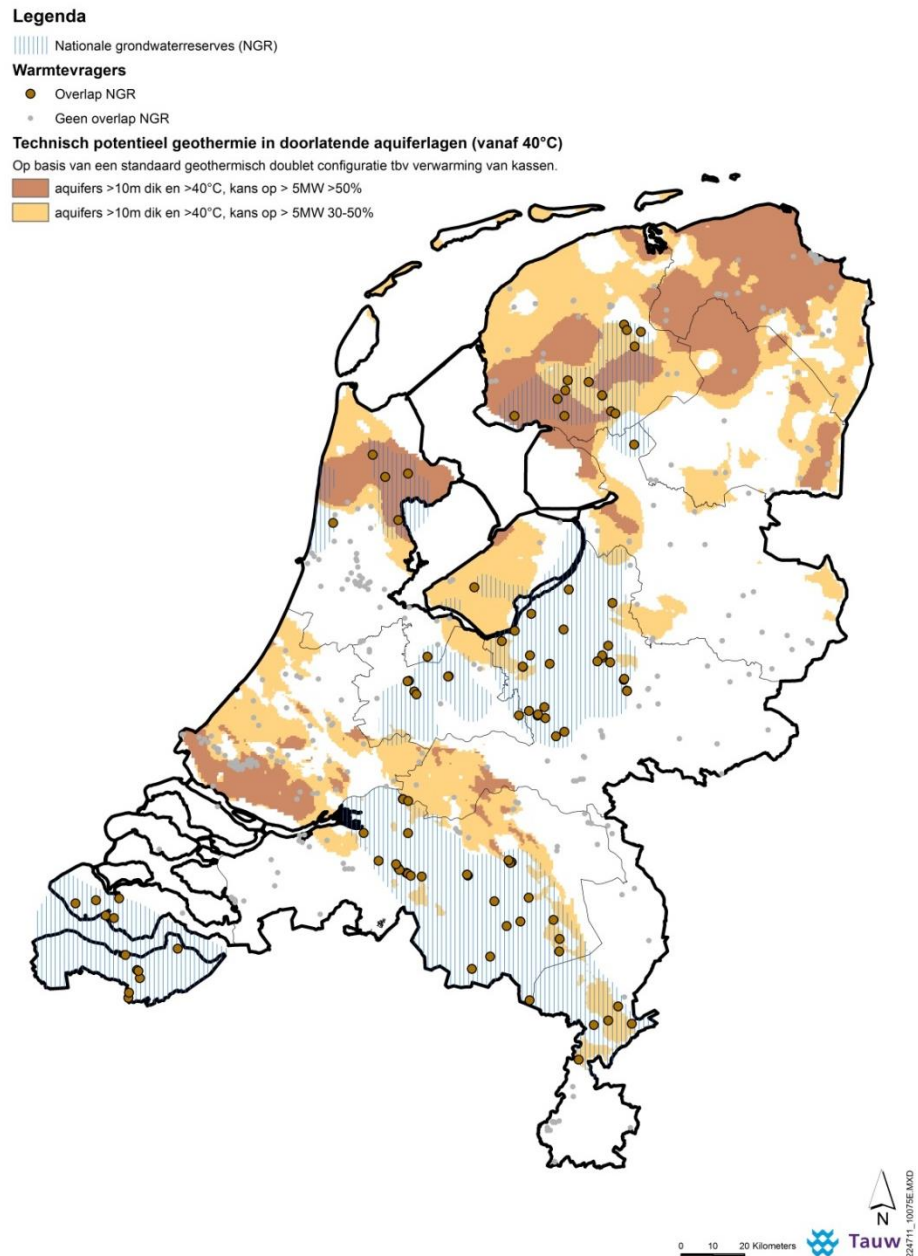 Legenda
Nationale grondwaterreserves (NGR)
Warmtevragers
Overlap NGR
Geen overlap NGR
Technisch potentieel geothermie in doorlatende aquiferlagen (vanaf 40°C)
Op basis van een standaard geothermisch doublet configuratie tbv verwarming van kassen.
aquifers >10m dik en >40°C, kans op > 5MW >50%
aquifers >10m dik en >40°C, kans op > 5MW 30-50%
N
0 10 20 Kilometers
Tauw
224711_10075E.MXD